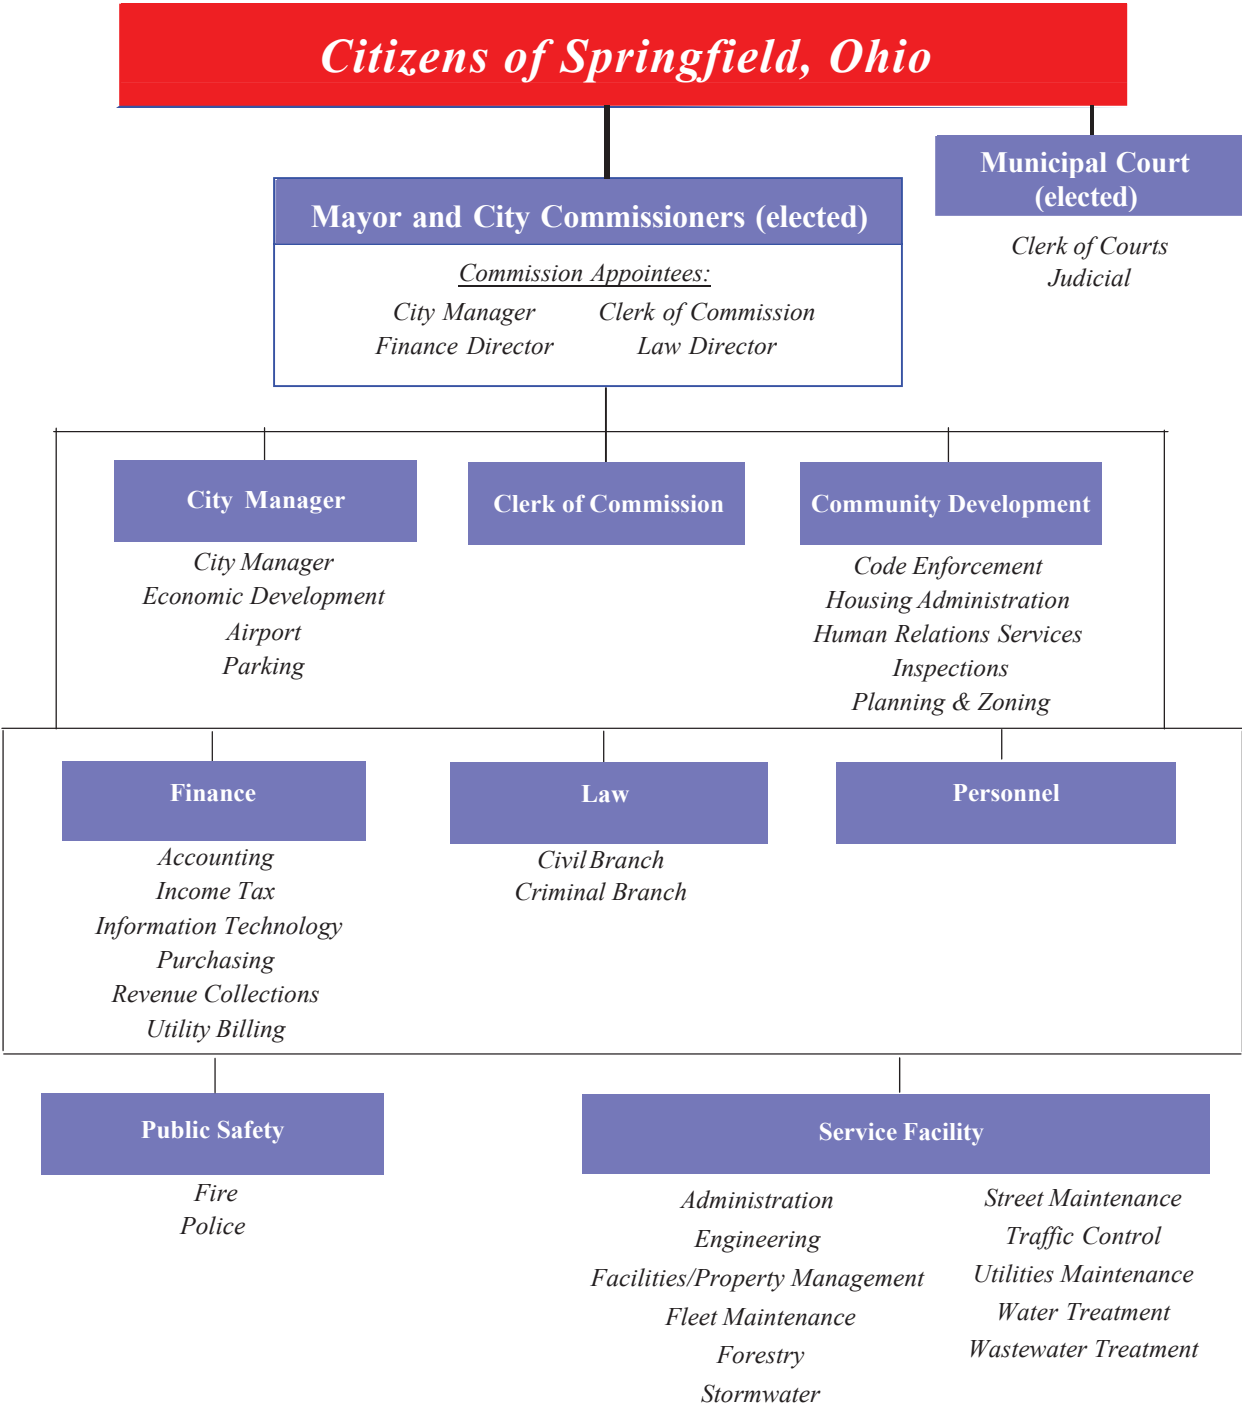 Citizens of Springfield, Ohio
Municipal Court
(elected)
Clerk of Courts
Judicial
Mayor and City Commissioners (elected)
Commission Appointees:
City Manager Clerk of Commission
Finance Director Law Director
City Manager
City Manager
Economic Development
Airport
Parking
Clerk of Commission
Community Development
Code Enforcement
Housing Administration
Human Relations Services
Inspections
Planning & Zoning
Finance
Accounting
Income Tax
Information Technology
Purchasing
Revenue Collections
Utility Billing
Law
Civil Branch
Criminal Branch
Personnel
Public Safety
Fire
Police
Service Facility
Administration
Engineering
Facilities/Property Management
Fleet Maintenance
Forestry
Stormwater
Street Maintenance
Traffic Control
Utilities Maintenance
Water Treatment
Wastewater Treatment